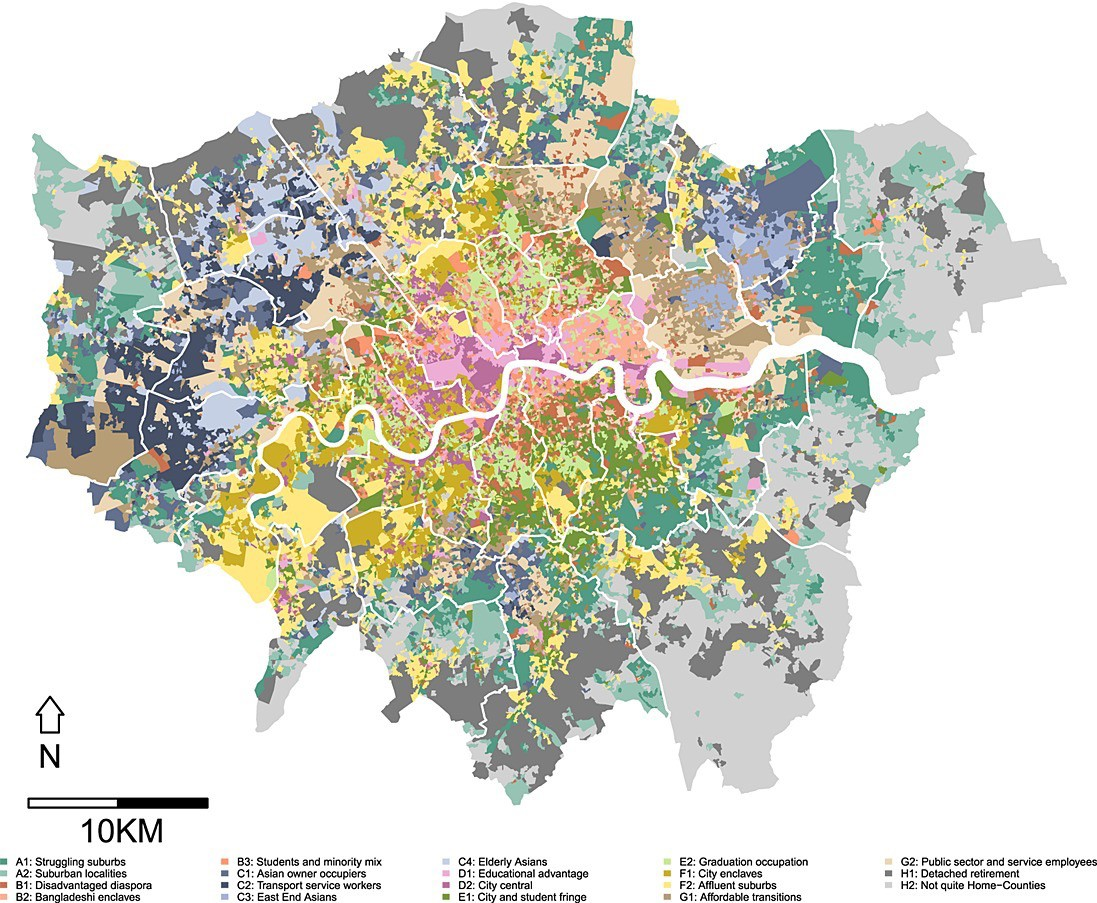 N
10KM
A1: Struggling suburbs
A2: Suburban localities
B1: Disadvantaged diaspora
B2: Bangladeshi enclaves
B3: Students and minority mix
C1: Asian owner occupiers
C2: Transport service workers
C3: East End Asians
C4: Elderly Asians
D1: Educational advantage
D2: City central
E1: City and student fringe
E2: Graduation occupation
F1: City enclaves
F2: Affluent suburbs
G1: Affordable transitions
G2: Public sector and service employees
H1: Detached retirement
H2: Not quite Home−Counties